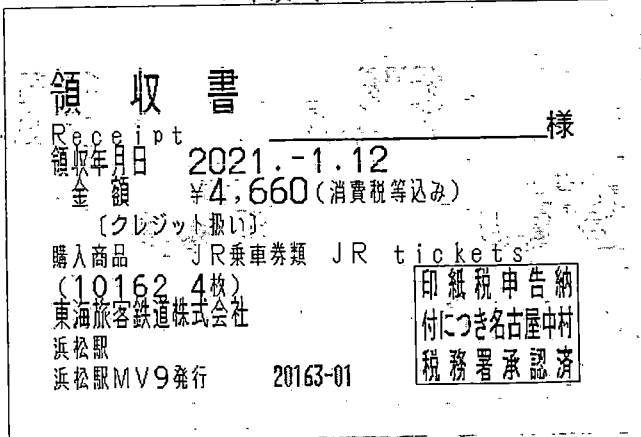 領収書
Receipt 様
領収年月日 2021.-1.12
金額 ¥4,660(消費税等込み)
〔クレジット扱い〕
購入商品 JR乗車券類 JR tickets
(10162 4枚)
東海旅客鉄道株式会社
浜松駅
浜松駅MV9発行 20163-01
印紙税申告納
付につき名古屋中村
税務署承認済